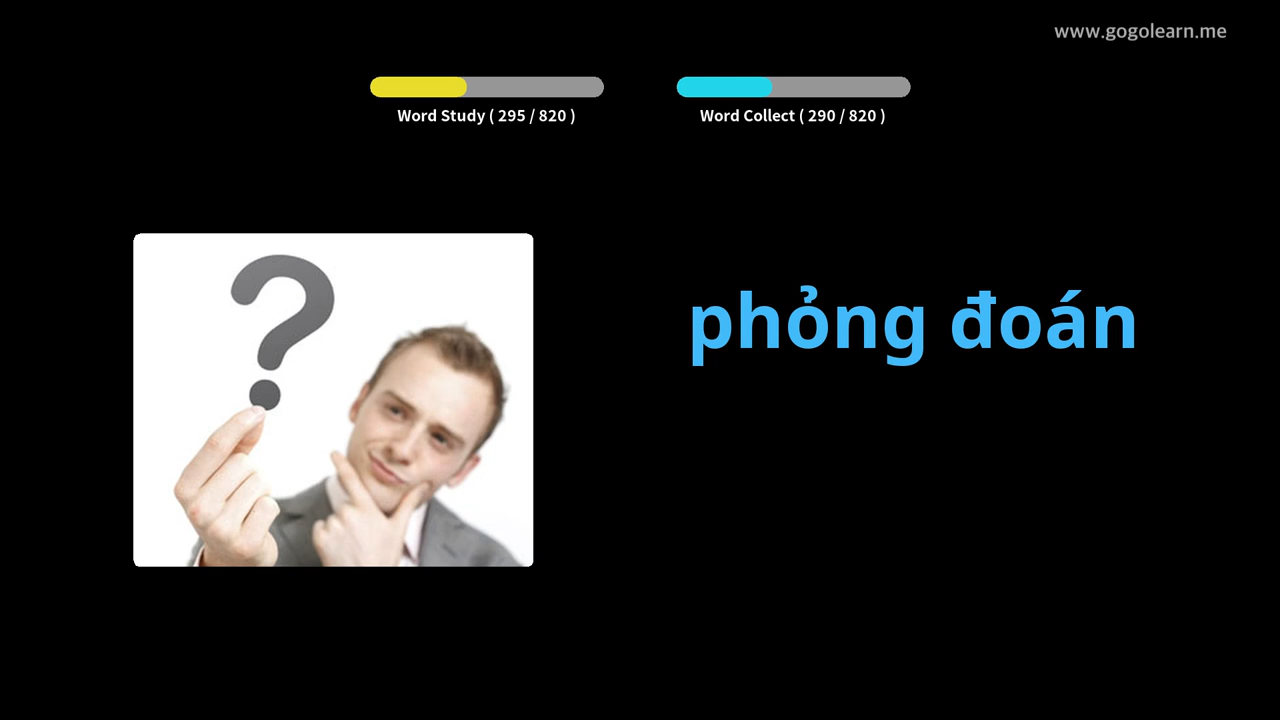 www.gogolearn.me
Word Study ( 295 / 820 )
Word Collect ( 290 / 820 )
?
phỏng đoán